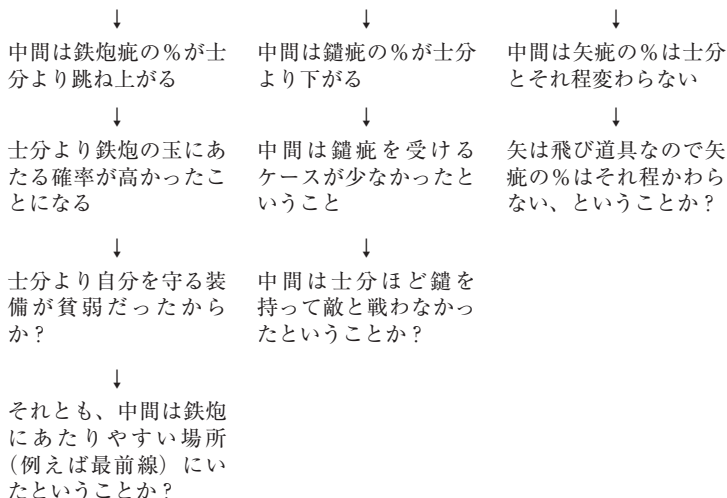 ↓
中間は鉄炮疵の%が士
分より跳ね上がる
↓
士分より鉄炮の玉にあ
たる確率が高かったこ
とになる
↓
士分より自分を守る装
備が貧弱だったから
か?
↓
それとも、中間は鉄炮
にあたりやすい場所
(例えば最前線)にい
たということか?
↓
中間は鑓疵の%が士分
より下がる
↓
中間は鑓疵を受ける
ケースが少なかったと
いうこと
↓
中間は士分ほど鑓を
持って敵と戦わなかっ
たということか?
↓
中間は矢疵の%は士分
とそれ程変わらない
↓
矢は飛び道具なので矢
疵の%はそれ程かわら
ない、ということか?